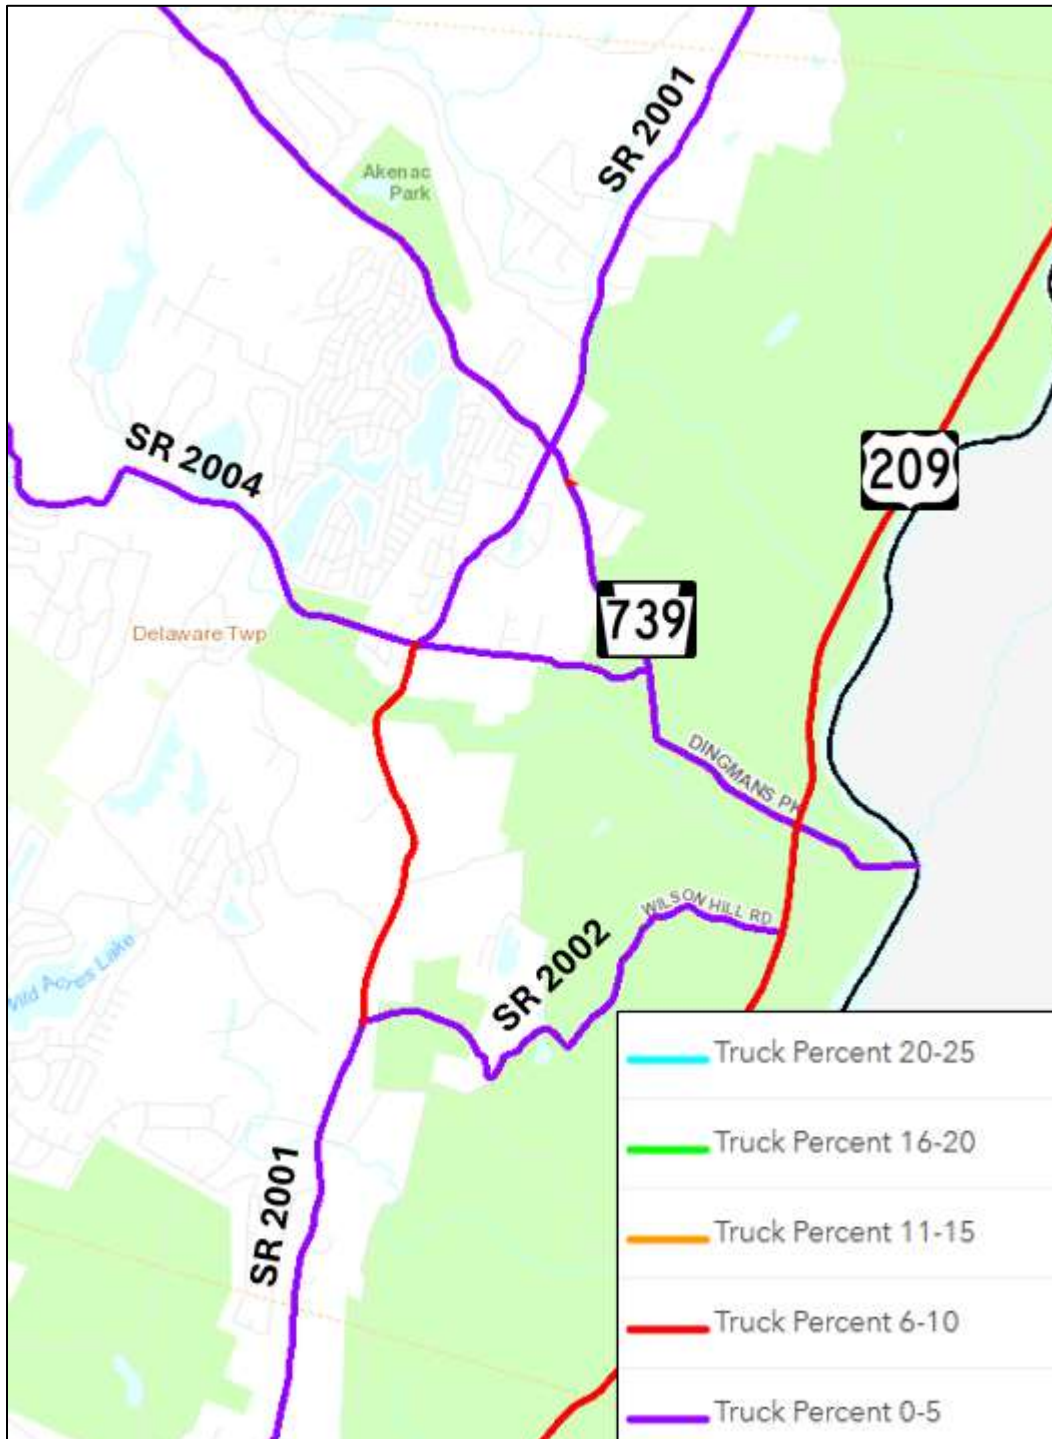 SR 2001
Akenac
Park
SR 2004
209
Delaware Twp
739
DINGMANS PK
WILSON HILL RD
SR 2002
Wild Acres Lake
SR 2001
Truck Percent 20-25
Truck Percent 16-20
Truck Percent 11-15
Truck Percent 6-10
Truck Percent 0-5